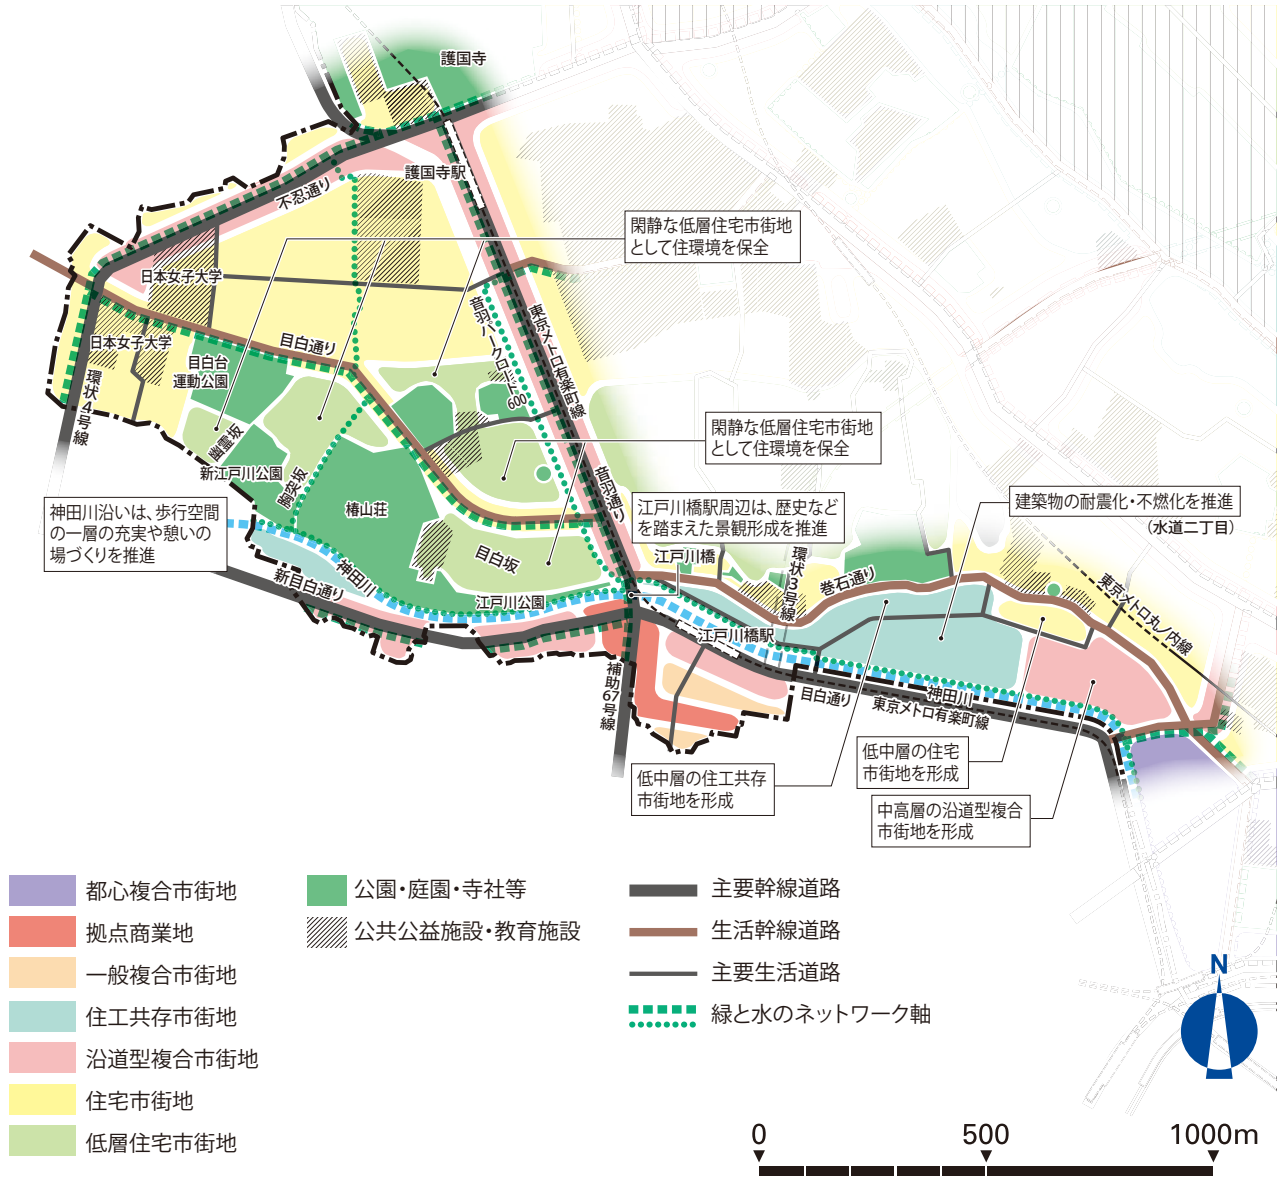 護国寺
護国寺駅
不忍通り
閑静な低層住宅市街地
として住環境を保全
日本女子大学
音羽パークロード600
東京メトロ有楽町線
日本女子大学
目白通り
目白台
運動公園
環状4号線
幽霊坂
新江戸川公園
胸突坂
椿山荘
閑静な低層住宅市街地
として住環境を保全
音羽通り
神田川沿いは、歩行空間
の一層の充実や憩いの
場づくりを推進
江戸川橋駅周辺は、歴史など
を踏まえた景観形成を推進
建築物の耐震化・不燃化を推進
（水道二丁目）
目白坂
江戸川橋
環状3号線
巻石通り
東京メトロ丸ノ内線
神田川
新目白通り
江戸川公園
江戸川橋駅
補助67号線
目白通り
神田川
東京メトロ有楽町線
低中層の住工共存
市街地を形成
低中層の住宅
市街地を形成
中高層の沿道型複合
市街地を形成
都心複合市街地
拠点商業地
一般複合市街地
住工共存市街地
沿道型複合市街地
住宅市街地
低層住宅市街地
公園・庭園・寺社等
公共公益施設・教育施設
主要幹線道路
生活幹線道路
主要生活道路
緑と水のネットワーク軸
N
0 500 1000m